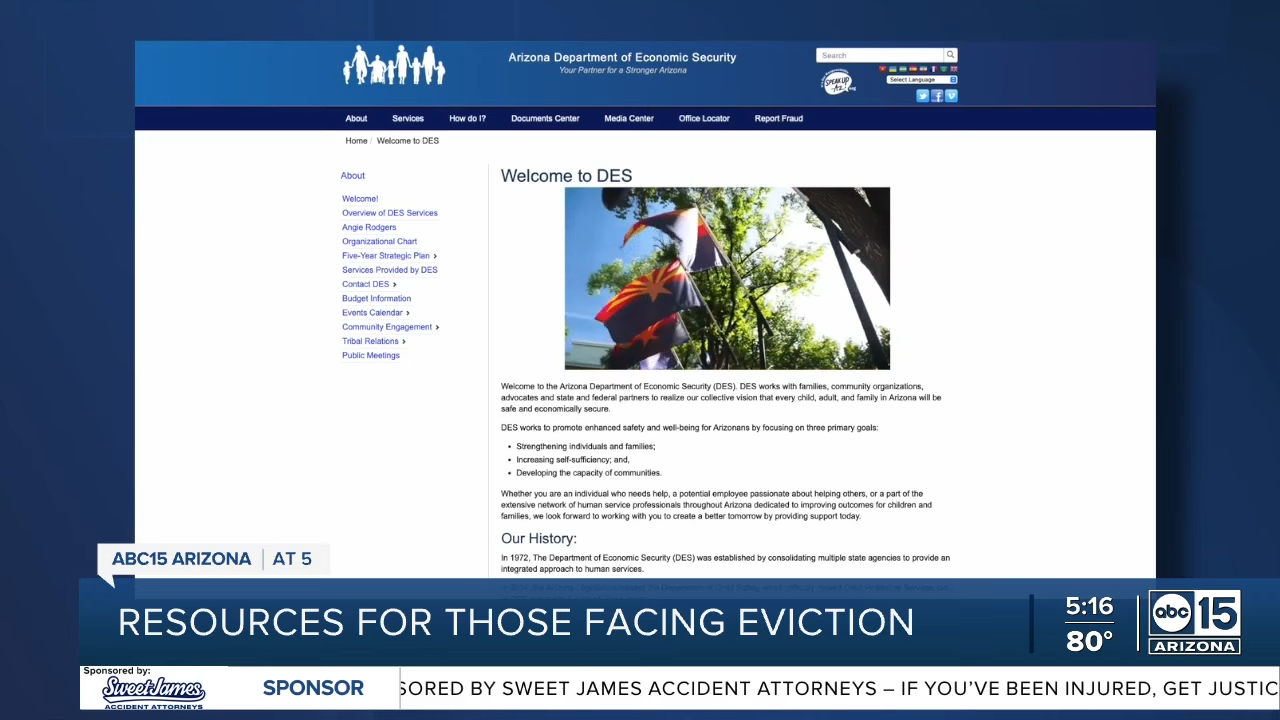 Arizona Department of Economic Security
Your Partner for a Stronger Arizona
Search
SPEAK UP
Select Language
About Services How do I? Documents Center Media Center Office Locator Report Fraud
Home / Welcome to DES
About
Welcome!
Overview of DES Services
Angie Rodgers
Organizational Chart
Five-Year Strategic Plan
Services Provided by DES
Contact DES
Budget Information
Events Calendar
Community Engagement
Tribal Relations
Public Meetings
Welcome to DES
Welcome to the Arizona Department of Economic Security (DES). DES works with families, community organizations,
advocates and state and federal partners to realize our collective vision that every child, adult, and family in Arizona will be
safe and economically secure.
DES works to promote enhanced safety and well-being for Arizonans by focusing on three primary goals:
• Strengthening individuals and families;
• Increasing self-sufficiency; and,
• Developing the capacity of communities.
Whether you are an individual who needs help, a potential employee passionate about helping others, or a part of the
extensive network of human service professionals throughout Arizona dedicated to improving outcomes for children and
families, we look forward to working with you to create a better tomorrow by providing support today.
Our History:
In 1972, The Department of Economic Security (DES) was established by consolidating multiple state agencies to provide an
integrated approach to human services.
ABC15 ARIZONA AT 5
RESOURCES FOR THOSE FACING EVICTION
5:16
80°
abc 15
ARIZONA
Sponsored by:
Sweet James
ACCIDENT ATTORNEYS
SPONSOR
SORED BY SWEET JAMES ACCIDENT ATTORNEYS – IF YOU'VE BEEN INJURED, GET JUSTIC